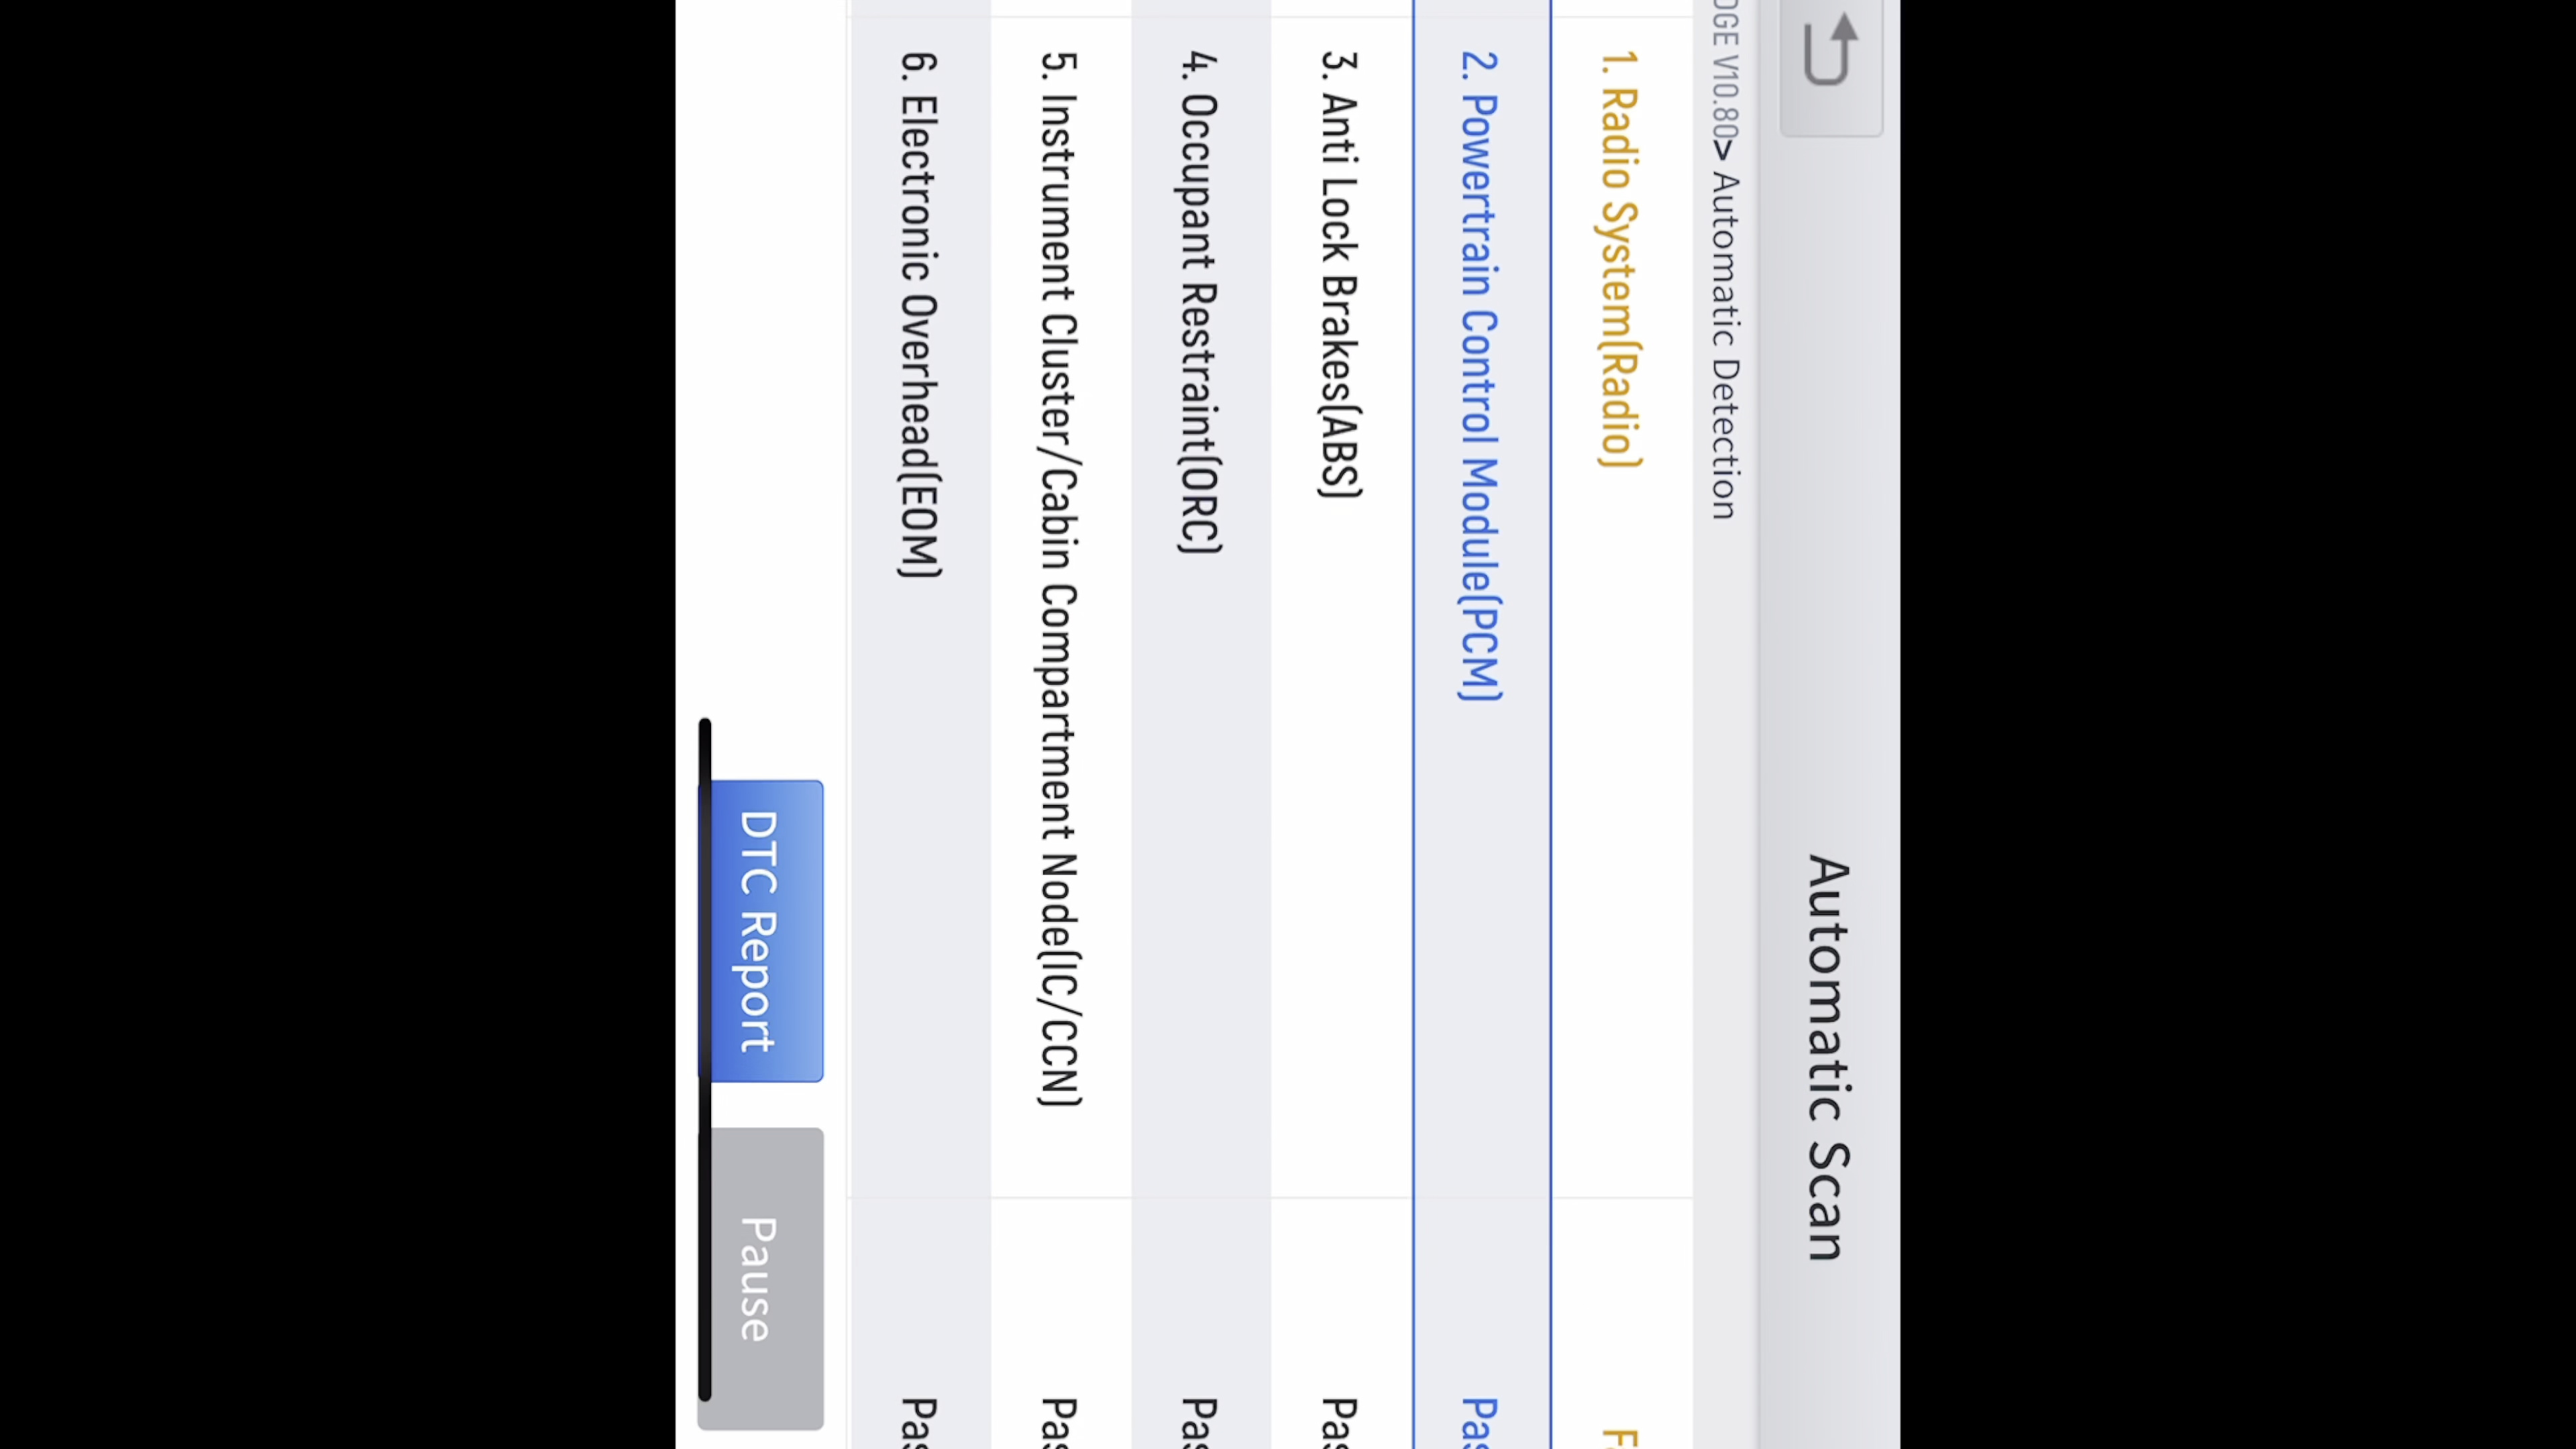 Automatic Scan
V10.80> Automatic Detection
1. Radio System(Radio)
2. Powertrain Control Module(PCM)
3. Anti Lock Brakes(ABS)
4. Occupant Restraint(ORC)
5. Instrument Cluster/Cabin Compartment Node(IC/CCN)
6. Electronic Overhead(EOM)
DTC Report
Pause